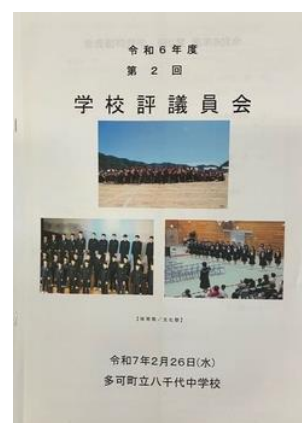 令和6年度
第2回
学校評議員会
令和7年2月26日(水)
多可町立八千代中学校